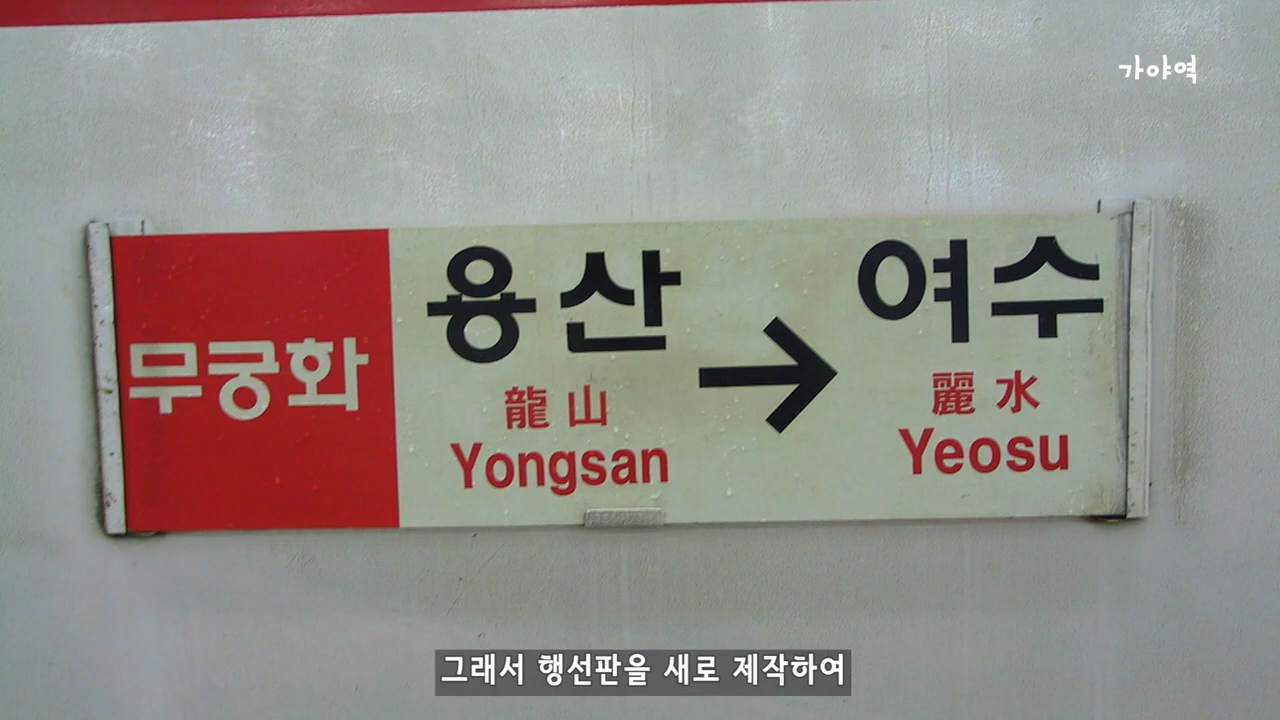 가야역
무궁화
용산 → 여수
龍山 麗水
Yongsan Yeosu
그래서 행선판을 새로 제작하여